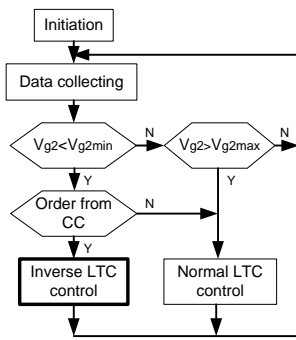 Initiation
Data collecting
Vg2<Vg2min
N
Vg2>Vg2max
N
Y
Y
Order from
CC
N
Y
Inverse LTC
control
Normal LTC
control